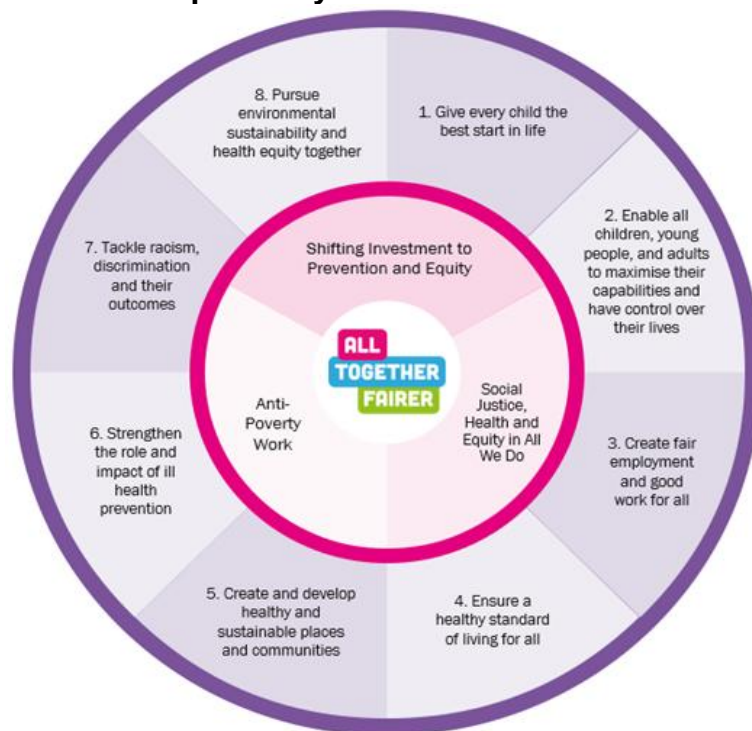 8. Pursue
environmental
sustainability and
health equity together
1. Give every child the
best start in life
2. Enable all
children, young
people, and adults
to maximise their
capabilities and
have control over
their lives
3. Create fair
employment
and good
work for all
4. Ensure a
healthy standard
of living for all
5. Create and develop
healthy and
sustainable places
and communities
6. Strengthen
the role and
impact of ill
health
prevention
7. Tackle racism,
discrimination
and their
outcomes
Shifting Investment to
Prevention and Equity
Social
Justice,
Health and
Equity in All
We Do
Anti-
Poverty
Work
ALL
TOGETHER
FAIRER